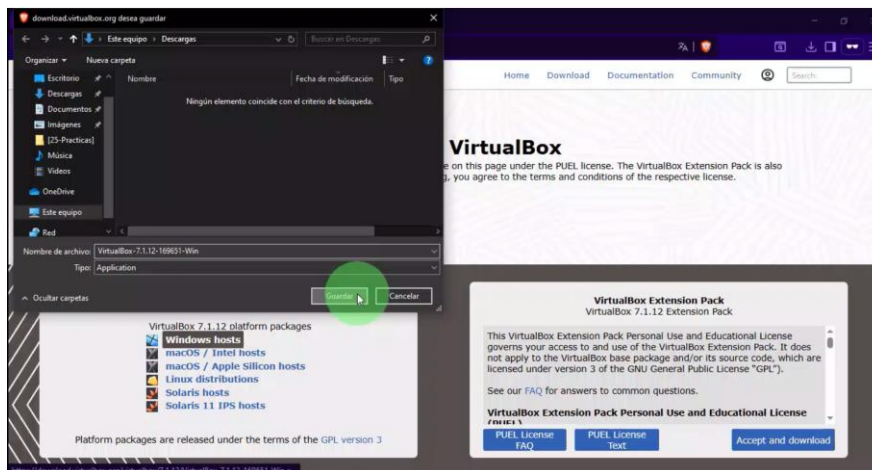 download.virtualbox.org desea guardar
Este equipo > Descargas
Buscar en Descargas
Organizar
Nueva carpeta
Escritorio
Descargas
Documentos
Imágenes
[25-Practicas]
Música
Videos
OneDrive
Este equipo
Red
Nombre
Fecha de modificación
Tipo
Ningún elemento coincide con el criterio de búsqueda.
Nombre de archivo: VirtualBox-7.1.12-169651-Win
Tipo: Application
Ocultar carpetas
Guardar
Cancelar
Home Download Documentation Community
Search
VirtualBox
on this page under the PUEL license. The VirtualBox Extension Pack is also
, you agree to the terms and conditions of the respective license.
VirtualBox 7.1.12 platform packages
Windows hosts
macOS / Intel hosts
macOS / Apple Silicon hosts
Linux distributions
Solaris hosts
Solaris 11 IPS hosts
Platform packages are released under the terms of the GPL version 3
VirtualBox Extension Pack
VirtualBox 7.1.12 Extension Pack
This VirtualBox Extension Pack Personal Use and Educational License
governs your access to and use of the VirtualBox Extension Pack. It does
not apply to the VirtualBox base package and/or its source code, which are
licensed under version 3 of the GNU General Public License "GPL").
See our FAQ for answers to common questions.
VirtualBox Extension Pack Personal Use and Educational License
(PUEL)
PUEL License
FAQ
PUEL License
Text
Accept and download